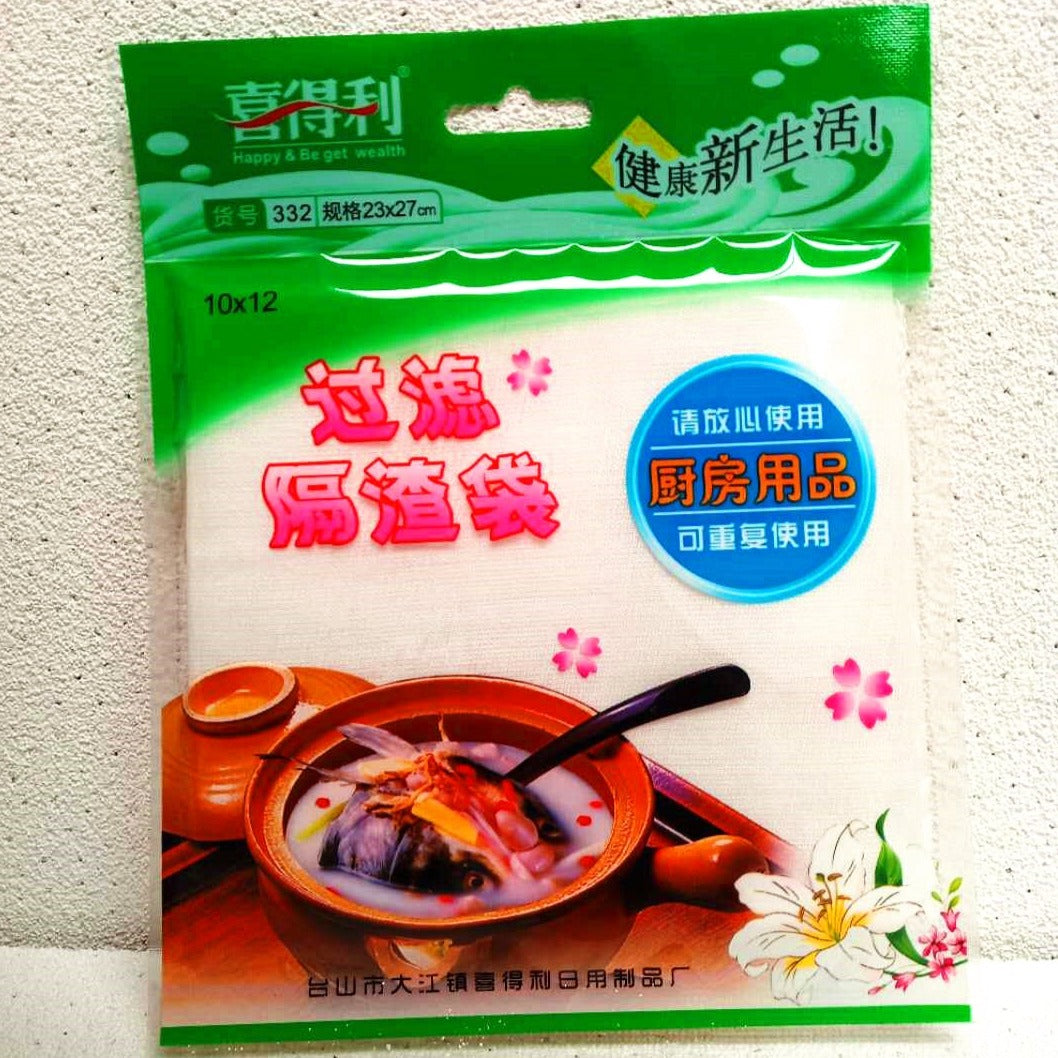 喜得利®
Happy & Be get wealth
健康新生活！
货号 332 规格23x27cm
10x12
过滤
隔渣袋
请放心使用
厨房用品
可重复使用
台山市大江镇喜得利日用制品厂